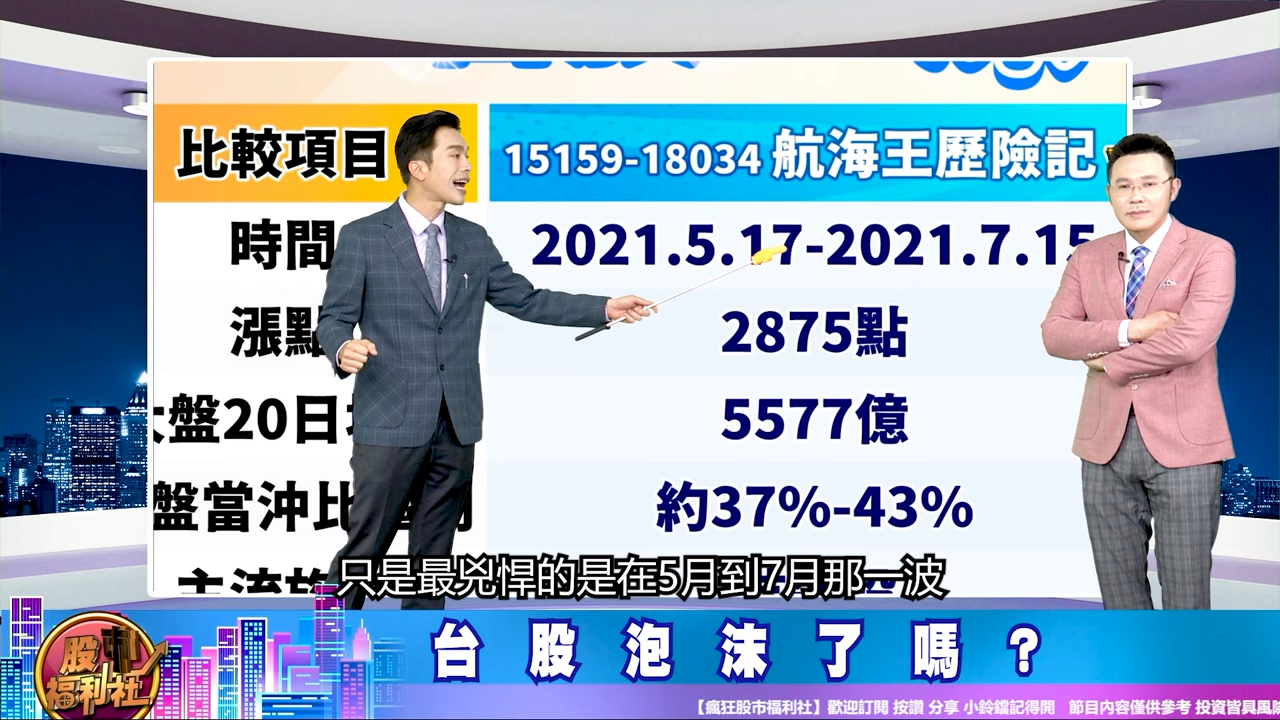 比較項目
15159-18034 航海王歷險記
時間
2021.5.17-2021.7.15
漲點
2875點
盤20日
5577億
盤當沖比
約37%-43%
只是最兇悍的是在5月到7月那一波
台股泡沫了嗎?
股市
福利社
【瘋狂股市福利社】歡迎訂閱 按讚 分享 小鈴鐺記得開 節目內容僅供參考 投資皆具風險